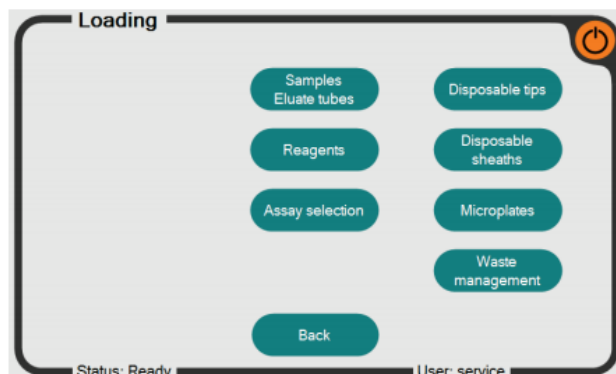 Loading
Samples
Eluate tubes
Disposable tips
Reagents
Disposable
sheaths
Assay selection
Microplates
Waste
management
Back
Status: Ready
User: service